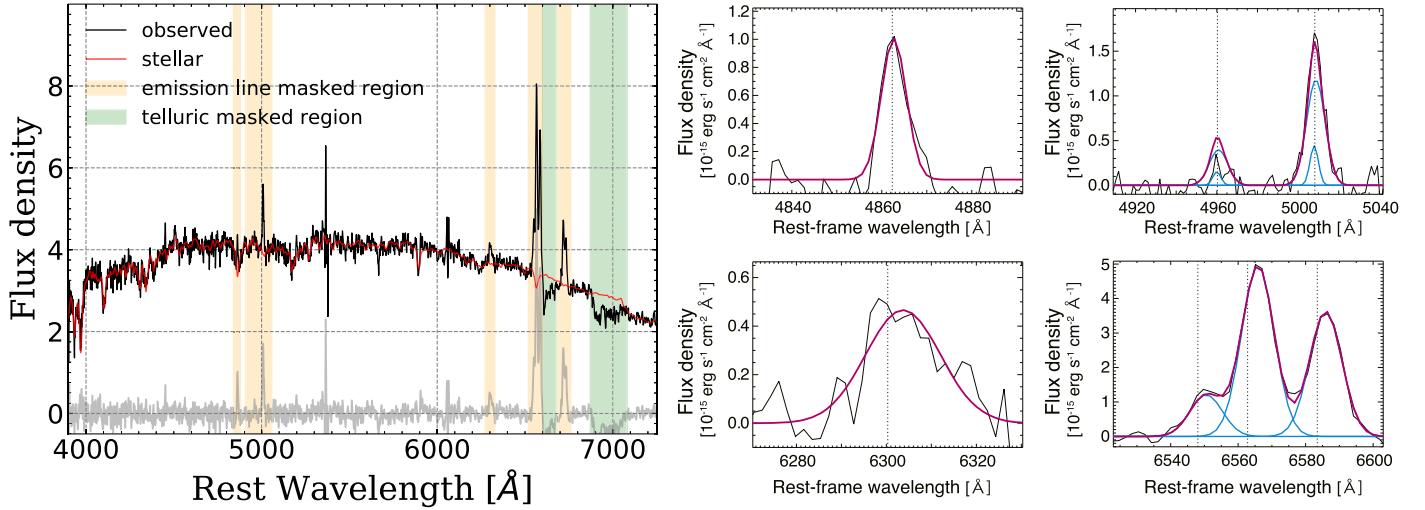 observed
stellar
emission line masked region
telluric masked region
Flux density
8
6
4
2
0
4000 5000 6000 7000
Rest Wavelength [Å]
Flux density
[10⁻¹⁵ erg s⁻¹ cm⁻² Å⁻¹]
1.2
1.0
0.8
0.6
0.4
0.2
0.0
4840 4860 4880
Rest-frame wavelength [Å]
Flux density
[10⁻¹⁵ erg s⁻¹ cm⁻² Å⁻¹]
1.5
1.0
0.5
0.0
4920 4960 5000 5040
Rest-frame wavelength [Å]
Flux density
[10⁻¹⁵ erg s⁻¹ cm⁻² Å⁻¹]
0.6
0.4
0.2
0.0
6280 6300 6320
Rest-frame wavelength [Å]
Flux density
[10⁻¹⁵ erg s⁻¹ cm⁻² Å⁻¹]
5
4
3
2
1
0
6540 6560 6580 6600
Rest-frame wavelength [Å]